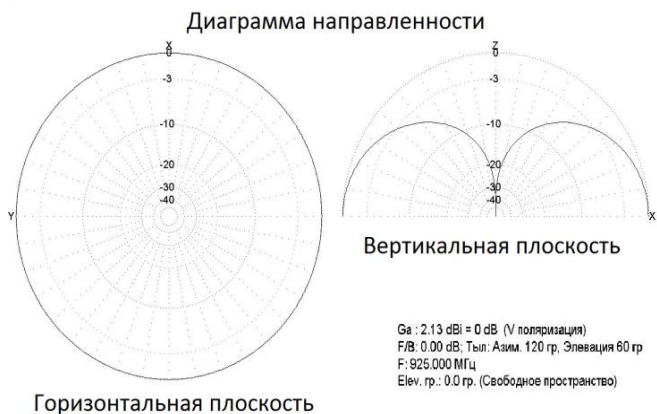 Диаграмма направленности
X
0
-3
-10
-20
-30
-40
Y
Горизонтальная плоскость
Z
0
-3
-10
-20
-30
-40
X
Вертикальная плоскость
Ga : 2.13 dBi = 0 dB (V поляризация)
F/B: 0.00 dB; Тыл: Азим. 120 гр, Элевация 60 гр
F: 925.000 МГц
Elev. гр.: 0.0 гр. (Свободное пространство)